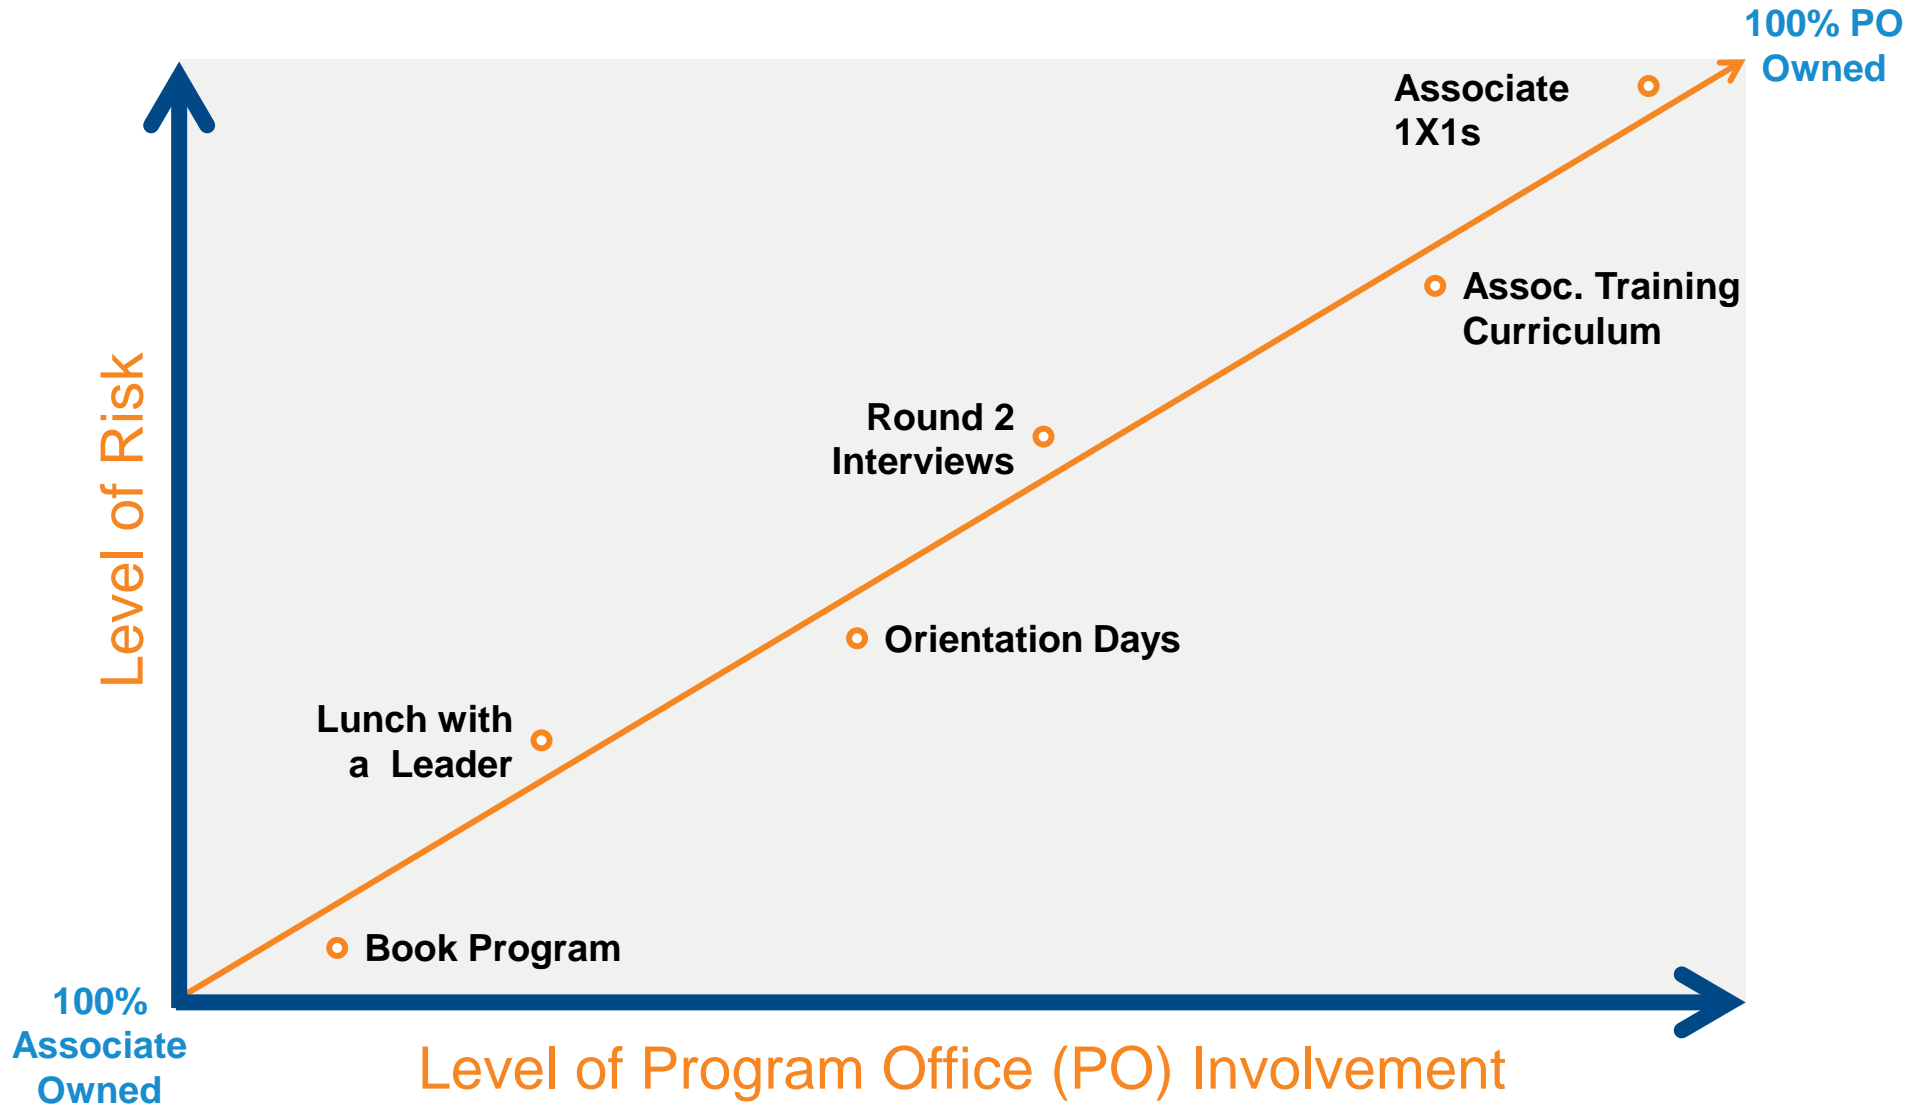 100% PO
Owned
Associate
1X1s
Assoc. Training
Curriculum
Level of Risk
Round 2
Interviews
Orientation Days
Lunch with
a Leader
Book Program
100%
Associate
Owned
Level of Program Office (PO) Involvement